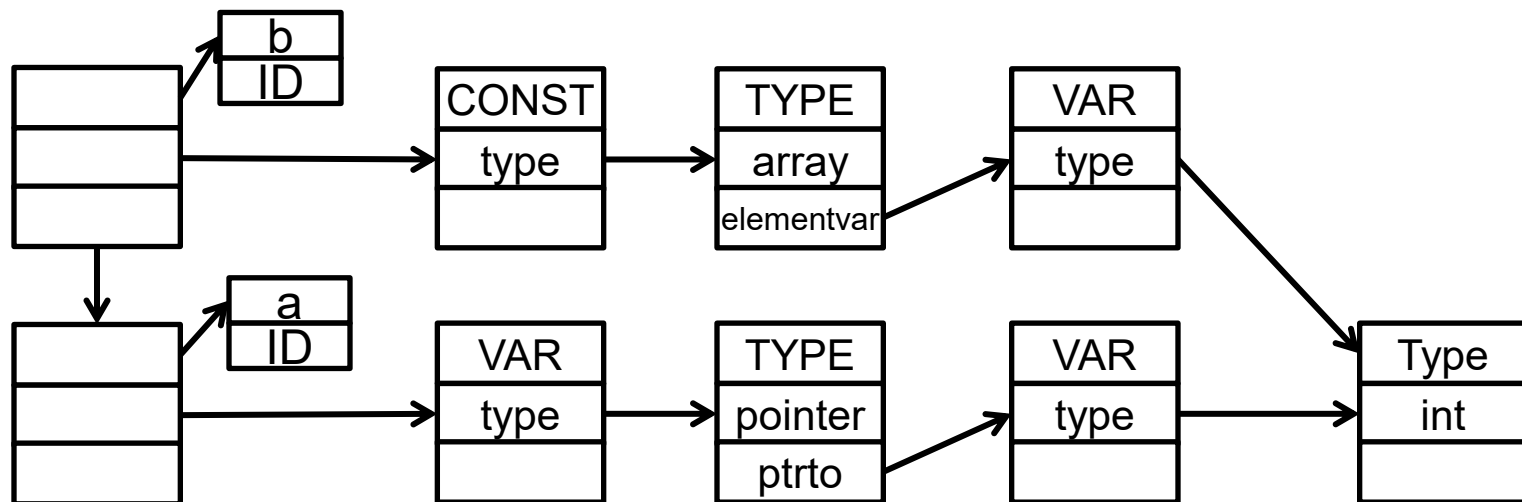 b
ID
CONST
TYPE
VAR
type
array
type
elementvar
a
ID
VAR
TYPE
VAR
Type
type
pointer
type
int
ptrto